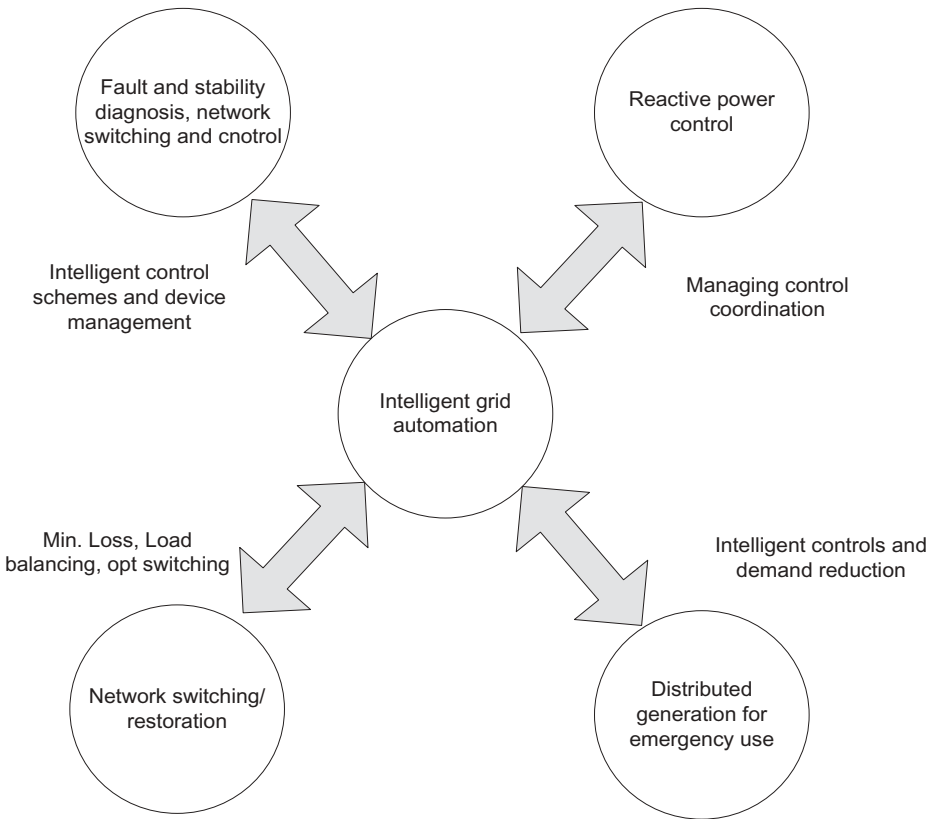 Fault and stability
diagnosis, network
switching and cnotrol
Reactive power
control
Intelligent control
schemes and device
management
Managing control
coordination
Intelligent grid
automation
Min. Loss, Load
balancing, opt switching
Intelligent controls and
demand reduction
Network switching/
restoration
Distributed
generation for
emergency use